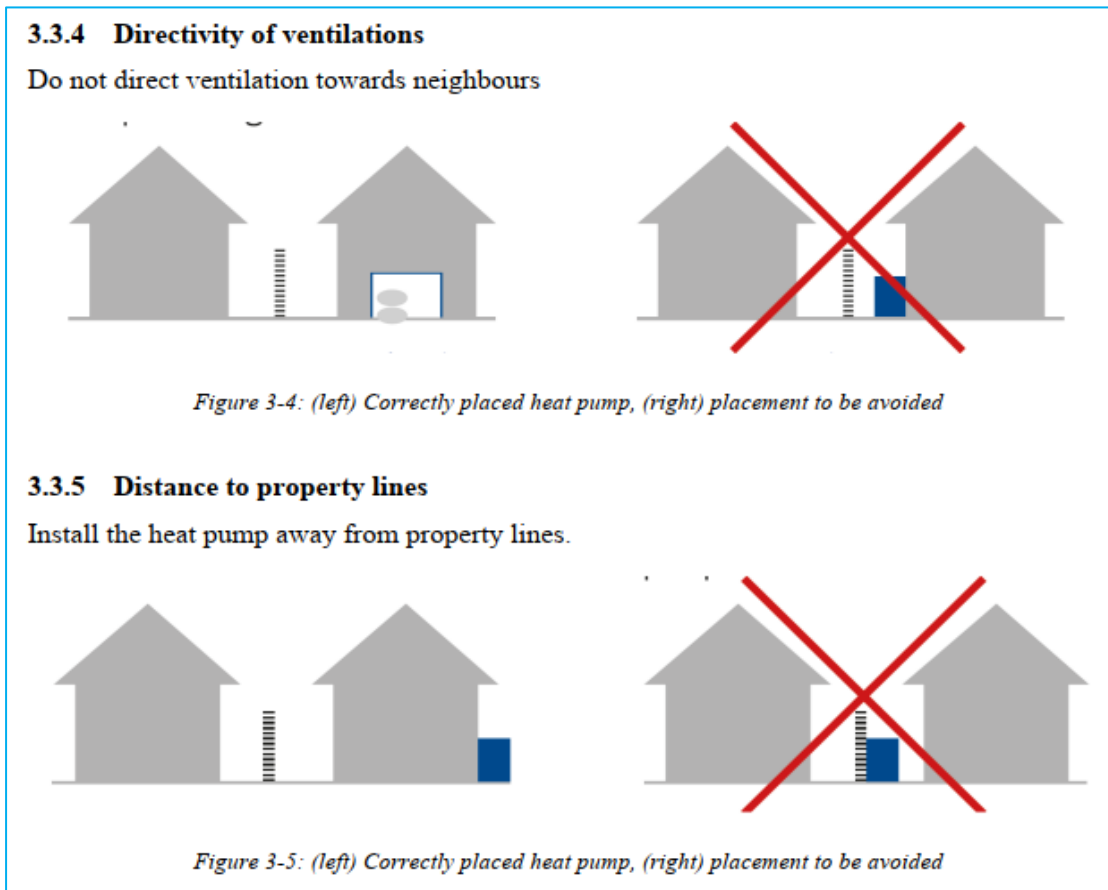 3.3.4 Directivity of ventilations
Do not direct ventilation towards neighbours
Figure 3-4: (left) Correctly placed heat pump, (right) placement to be avoided
3.3.5 Distance to property lines
Install the heat pump away from property lines.
Figure 3-5: (left) Correctly placed heat pump, (right) placement to be avoided